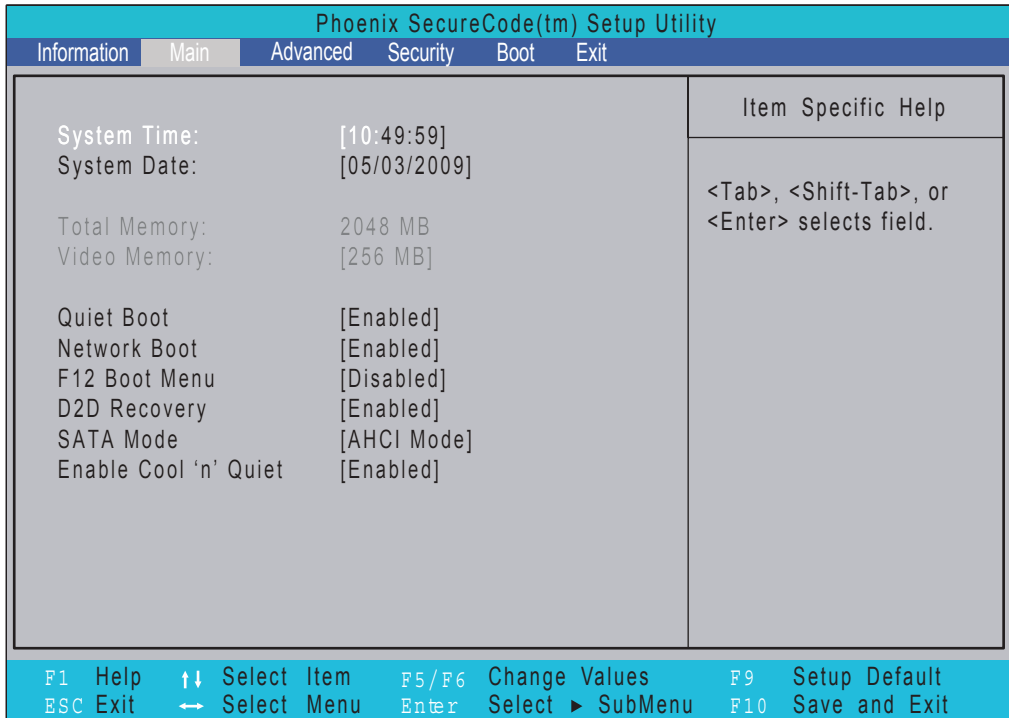 Phoenix SecureCode(tm) Setup Utility
Information Main Advanced Security Boot Exit
Item Specific Help
System Time: [10:49:59]
System Date: [05/03/2009]
<Tab>, <Shift-Tab>, or
<Enter> selects field.
Total Memory: 2048 MB
Video Memory: [256 MB]
Quiet Boot [Enabled]
Network Boot [Enabled]
F12 Boot Menu [Disabled]
D2D Recovery [Enabled]
SATA Mode [AHCI Mode]
Enable Cool ‘n’ Quiet [Enabled]
F1 Help ↑↓ Select Item F5/F6 Change Values F9 Setup Default
ESC Exit ↔ Select Menu Enter Select ► SubMenu F10 Save and Exit